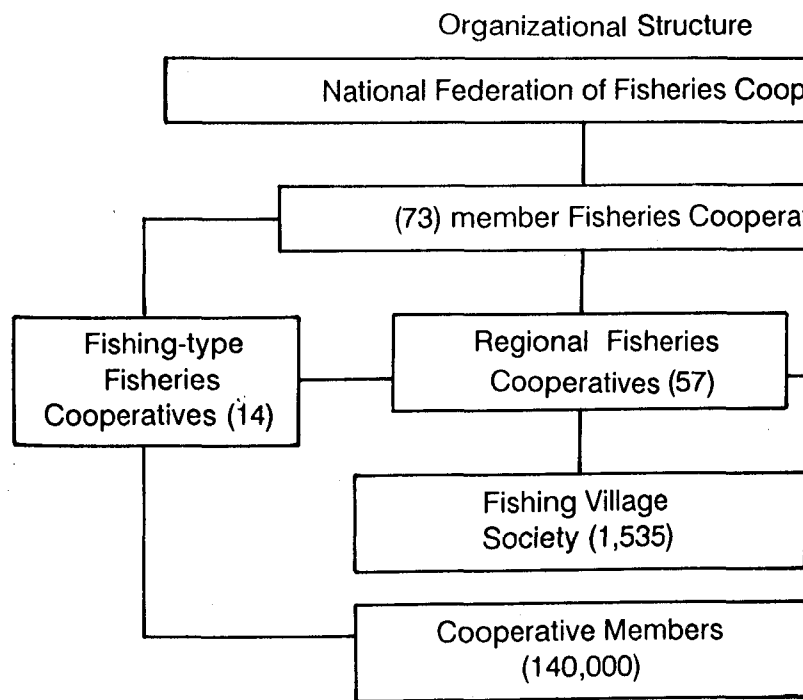 Organizational Structure
National Federation of Fisheries Coop
(73) member Fisheries Cooperat
Fishing-type
Fisheries
Cooperatives (14)
Regional Fisheries
Cooperatives (57)
Fishing Village
Society (1,535)
Cooperative Members
(140,000)